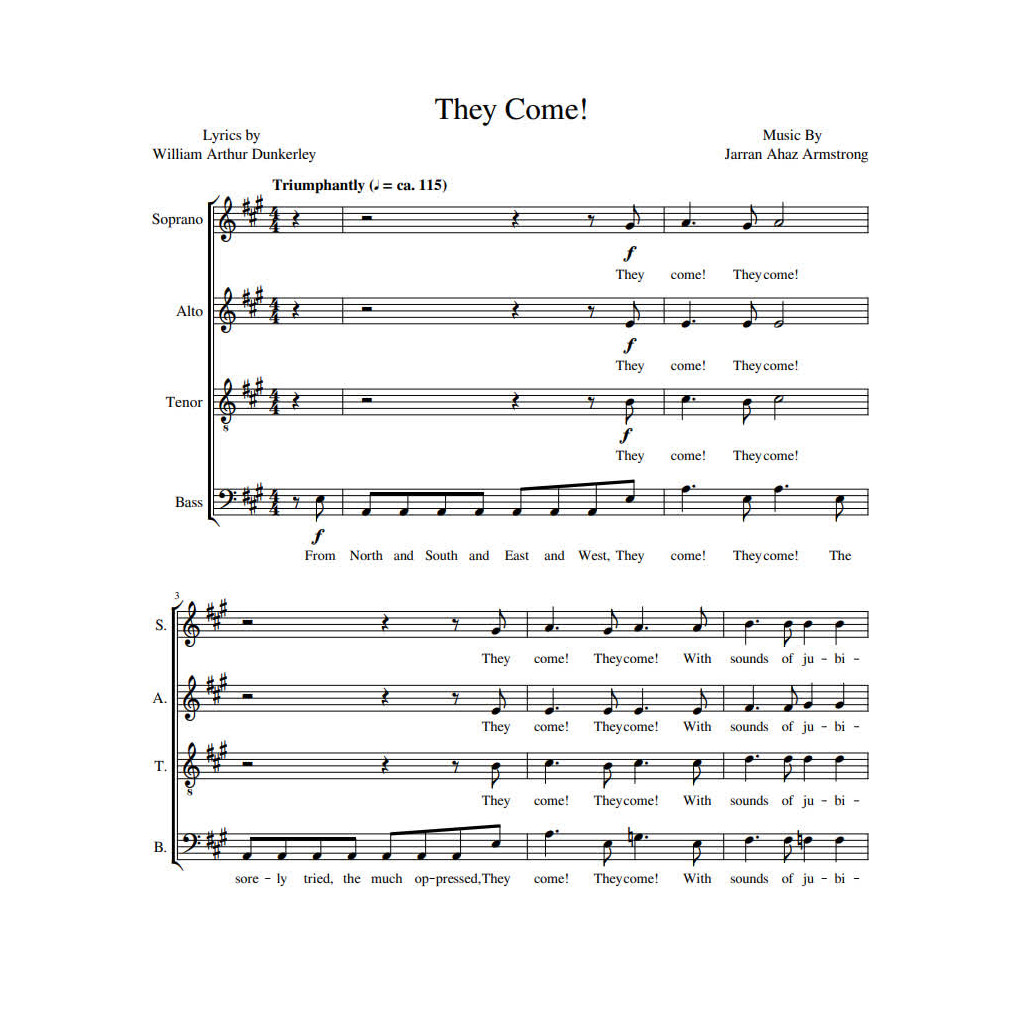 They Come!
Lyrics by
William Arthur Dunkerley
Music By
Jarran Ahaz Armstrong
Triumphantly (♩ = ca. 115)
Soprano
f
They come! They come!
Alto
f
They come! They come!
Tenor
8
f
They come! They come!
Bass
f
From North and South and East and West, They come! They come! The
3
S.
They come! They come! With sounds of ju - bi -
A.
They come! They come! With sounds of ju - bi -
T.
8
They come! They come! With sounds of ju - bi -
B.
sore - ly tried, the much op-pressed, They come! They come! With sounds of ju - bi -